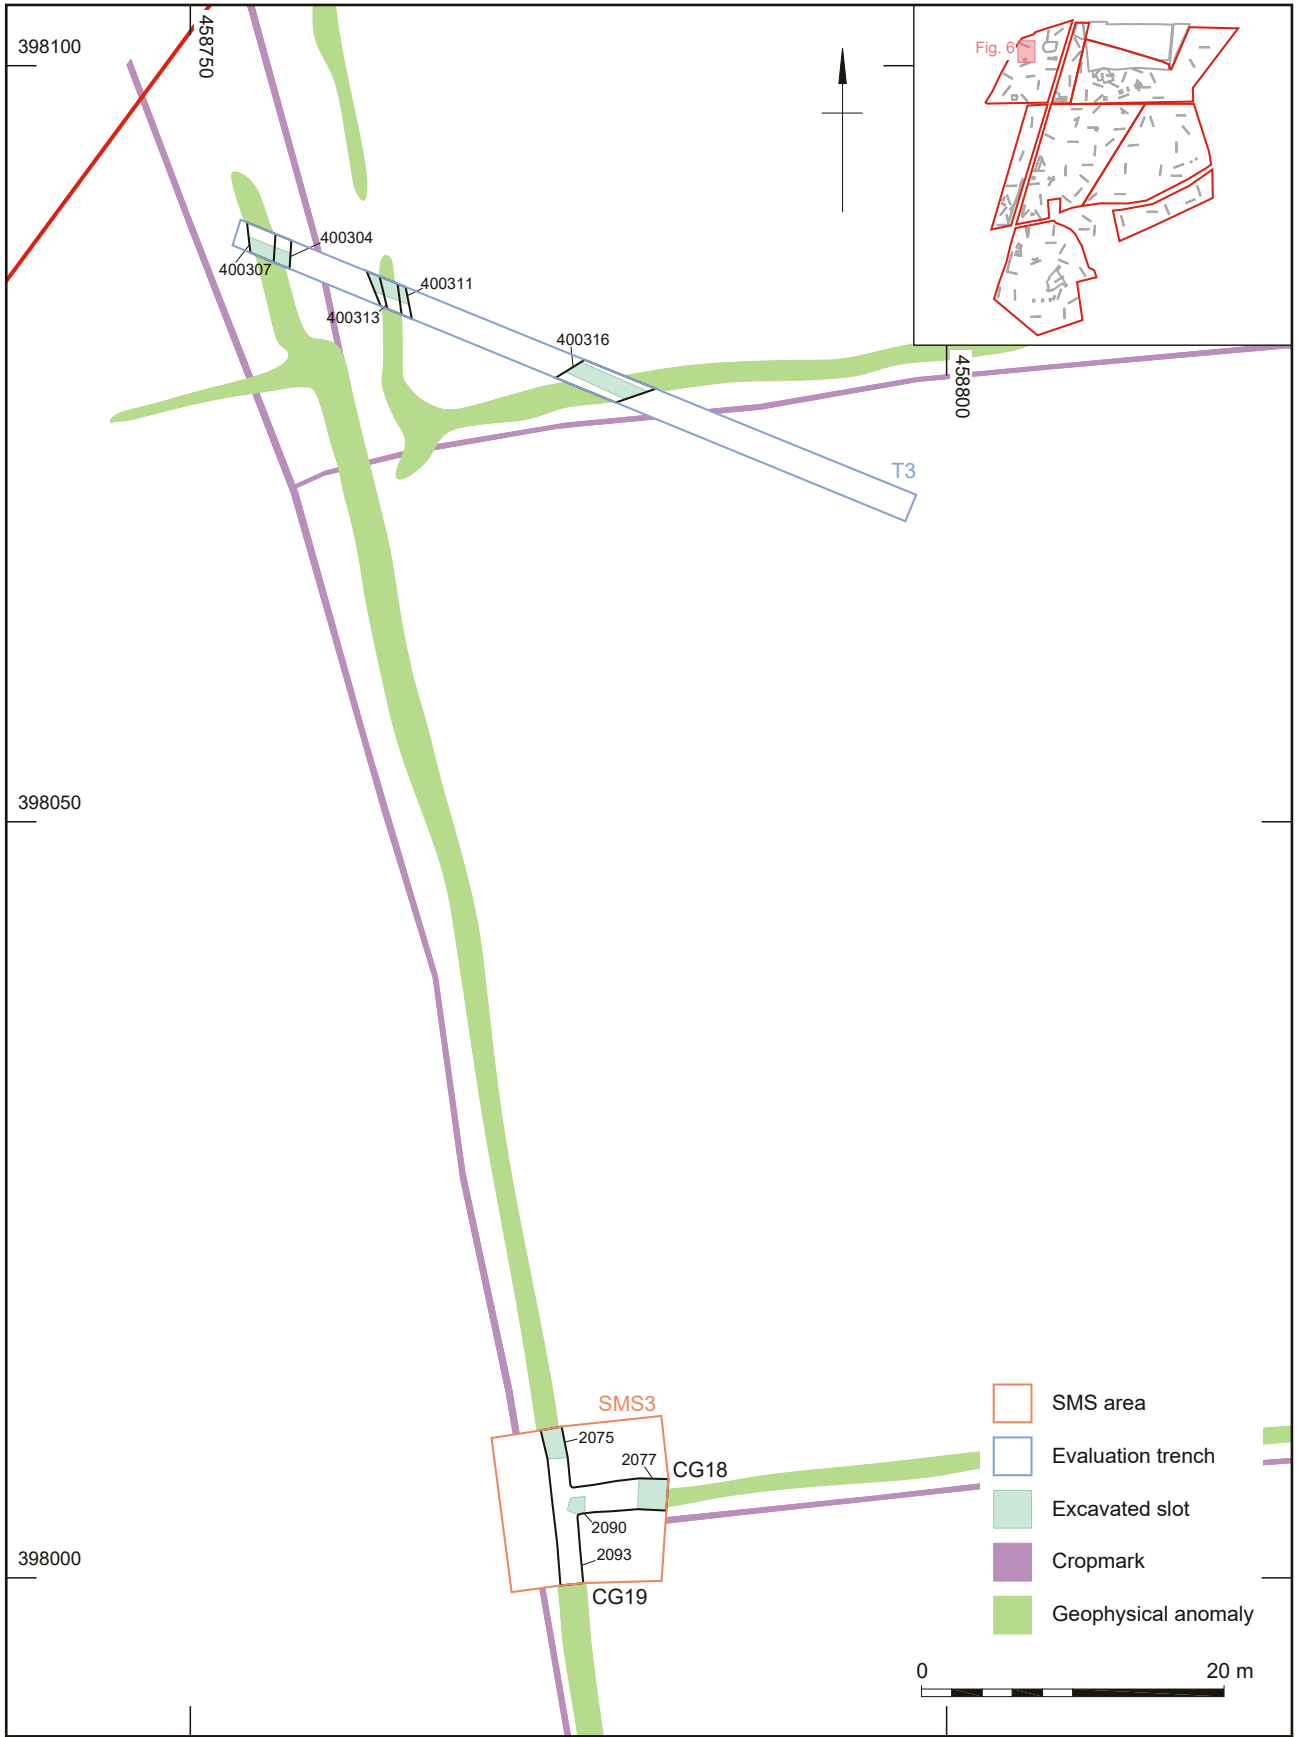 398100
458750
Fig. 6
400304
400307
400311
400313
400316
458800
T3
398050
SMS3
2075
2077
CG18
2090
2093
398000
CG19
SMS area
Evaluation trench
Excavated slot
Cropmark
Geophysical anomaly
0 20 m